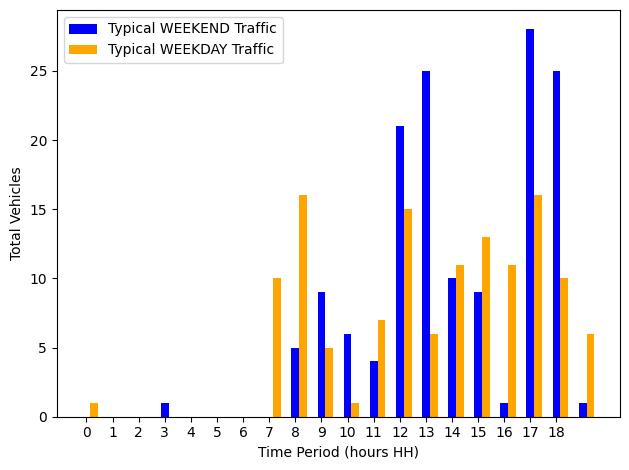 Typical WEEKEND Traffic
Typical WEEKDAY Traffic
Total Vehicles
25
20
15
10
5
0
0 1 2 3 4 5 6 7 8 9 10 11 12 13 14 15 16 17 18
Time Period (hours HH)